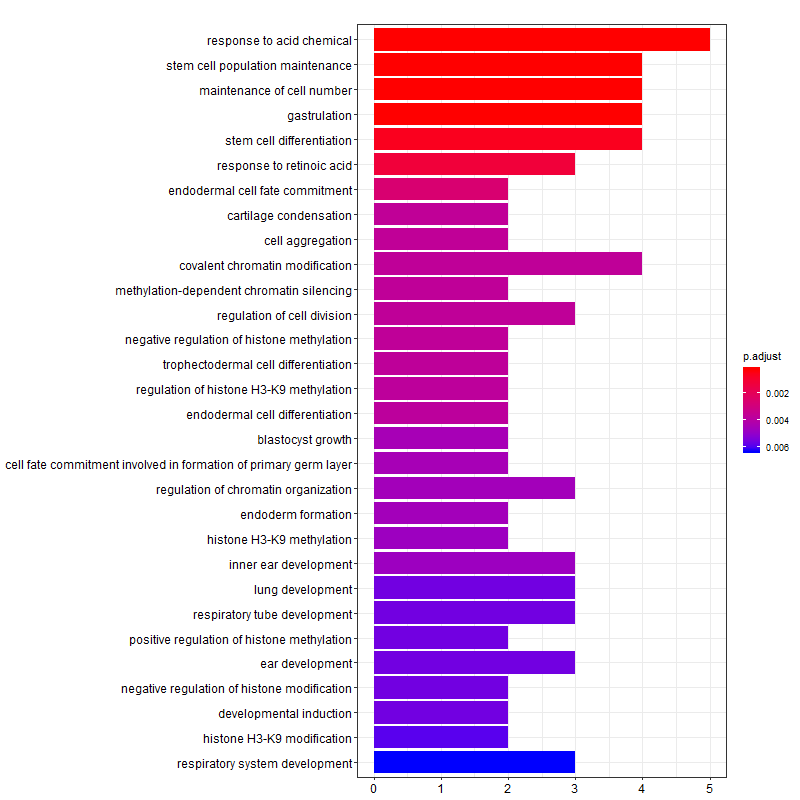 response to acid chemical
stem cell population maintenance
maintenance of cell number
gastrulation
stem cell differentiation
response to retinoic acid
endodermal cell fate commitment
cartilage condensation
cell aggregation
covalent chromatin modification
methylation-dependent chromatin silencing
regulation of cell division
negative regulation of histone methylation
trophectodermal cell differentiation
regulation of histone H3-K9 methylation
endodermal cell differentiation
blastocyst growth
cell fate commitment involved in formation of primary germ layer
regulation of chromatin organization
endoderm formation
histone H3-K9 methylation
inner ear development
lung development
respiratory tube development
positive regulation of histone methylation
ear development
negative regulation of histone modification
developmental induction
histone H3-K9 modification
respiratory system development
0 1 2 3 4 5
p.adjust
0.002
0.004
0.006